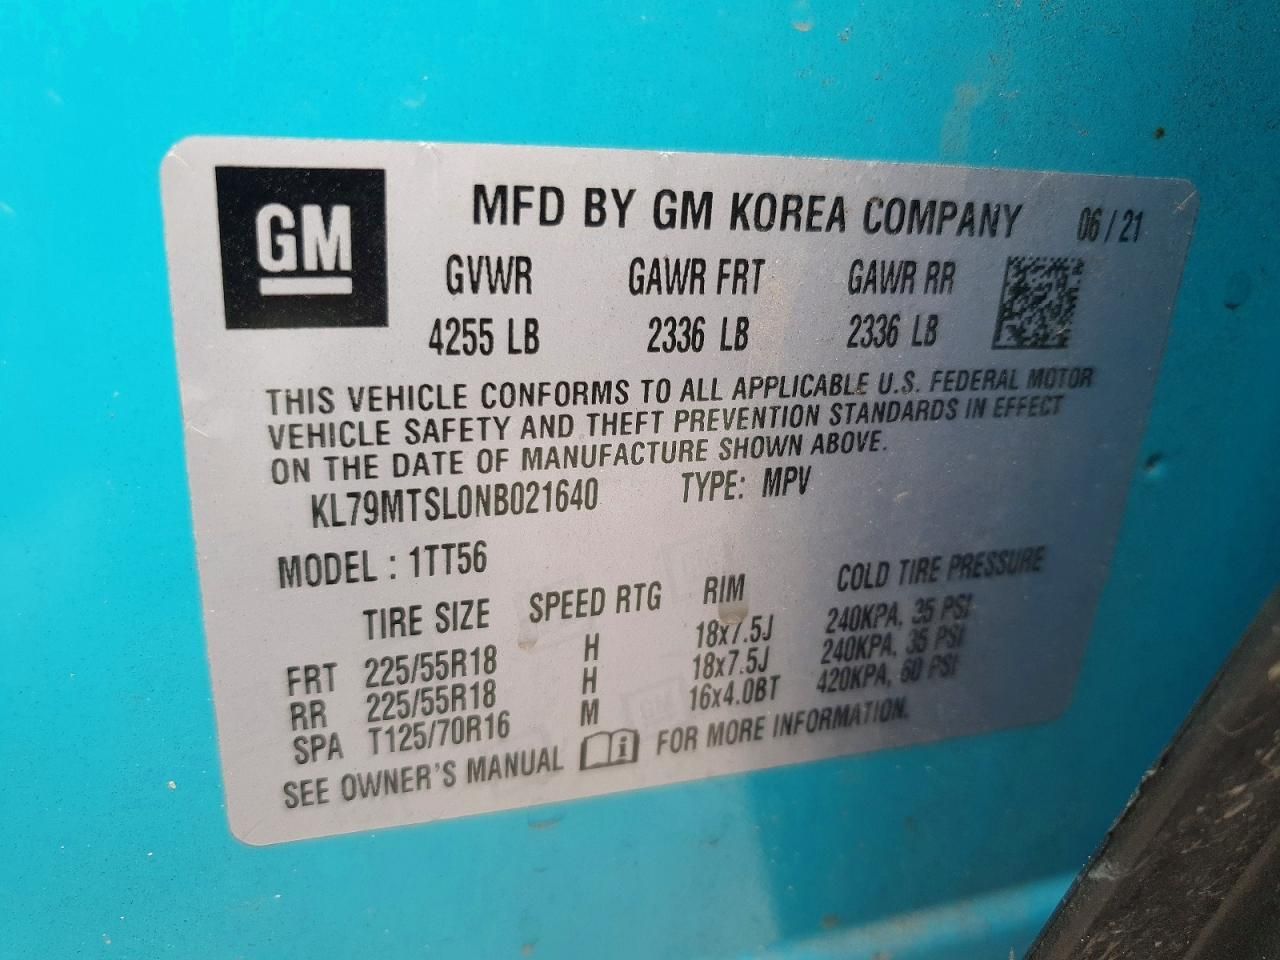 GM
MFD BY GM KOREA COMPANY 06/21
GVWR GAWR FRT GAWR RR
4255 LB 2336 LB 2336 LB
THIS VEHICLE CONFORMS TO ALL APPLICABLE U.S. FEDERAL MOTOR
VEHICLE SAFETY AND THEFT PREVENTION STANDARDS IN EFFECT
ON THE DATE OF MANUFACTURE SHOWN ABOVE.
KL79MTSL0NB021640 TYPE: MPV
MODEL : 1TT56
TIRE SIZE SPEED RTG RIM COLD TIRE PRESSURE
FRT 225/55R18 H 18x7.5J 240KPA, 35 PSI
RR 225/55R18 H 18x7.5J 240KPA, 35 PSI
SPA T125/70R16 M 16x4.0BT 420KPA, 60 PSI
SEE OWNER'S MANUAL i FOR MORE INFORMATION.